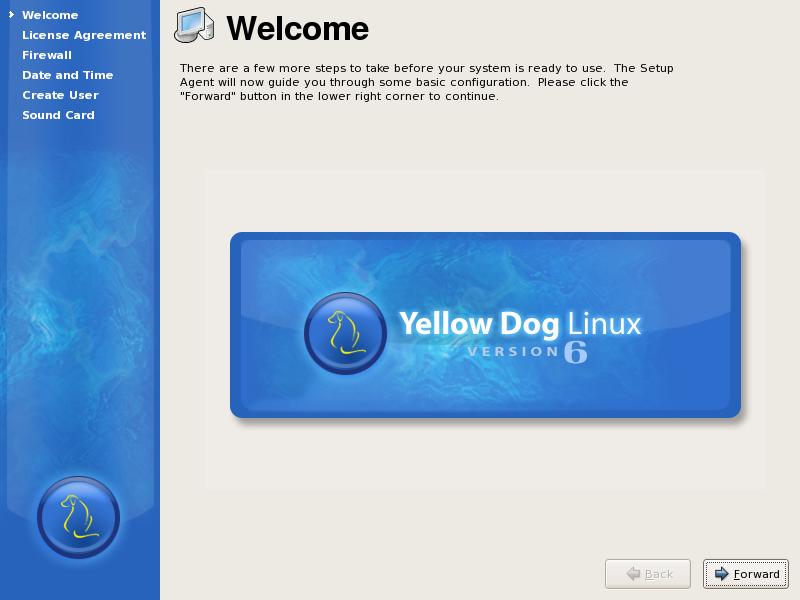 Welcome
License Agreement
Firewall
Date and Time
Create User
Sound Card
Welcome
There are a few more steps to take before your system is ready to use.  The Setup
Agent will now guide you through some basic configuration.  Please click the
"Forward" button in the lower right corner to continue.
Yellow Dog Linux
VERSION 6
Back
Forward